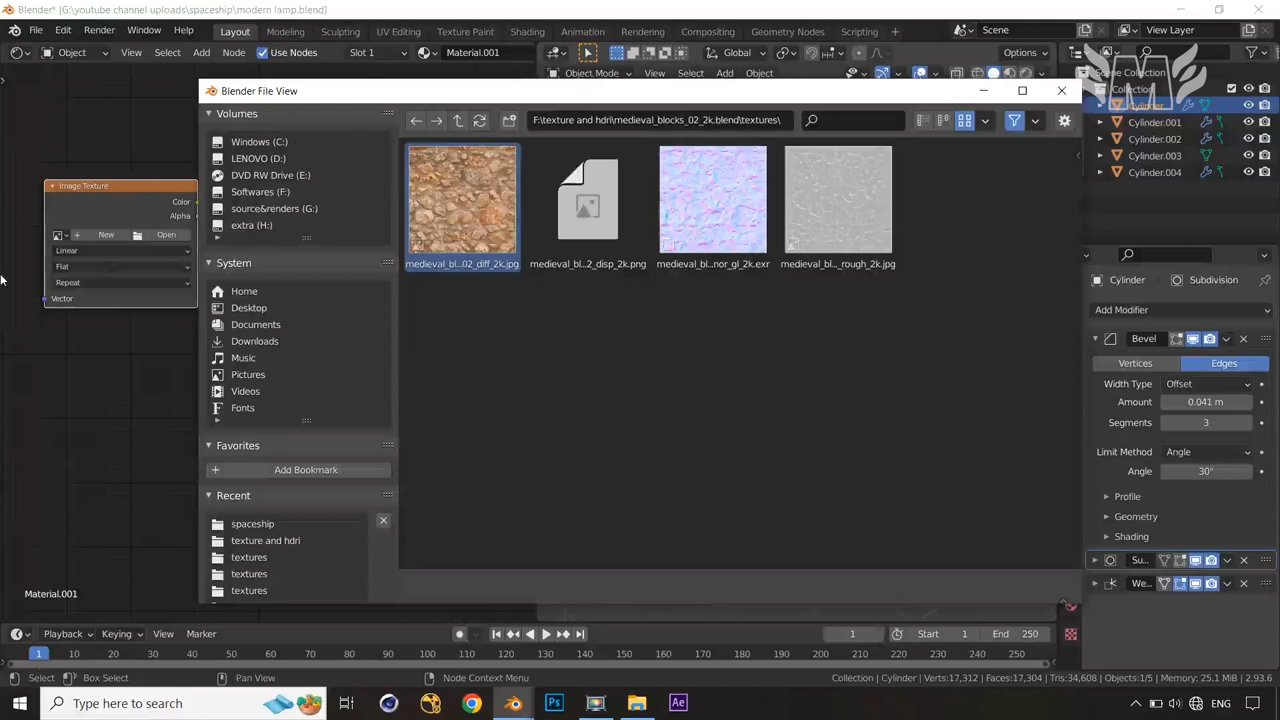 Blender* [G:\youtube channel uploads\spaceship\modern lamp.blend]
File Edit Render Window Help Layout Modeling Sculpting UV Editing Texture Paint Shading Animation Rendering Compositing Geometry Nodes Scripting Scene View Layer
Object View Select Add Node Use Nodes Slot 1 Material.001 Global Options
Object Mode View Select Add Object
Scene Collection
Collection
Cylinder
Cylinder.001
Cylinder.002
Cylinder.003
Cylinder.004
Blender File View
Volumes
F:\texture and hdri\medieval_blocks_02_2k.blend\textures\
Windows (C:)
LENOVO (D:)
DVD RW Drive (E:)
Softwares (F:)
source&renders (G:)
extra (H:)
medieval_bl...02_diff_2k.jpg medieval_bl...2_disp_2k.png medieval_bl...nor_gl_2k.exr medieval_bl..._rough_2k.jpg
System
Home
Desktop
Documents
Downloads
Music
Pictures
Videos
Fonts
Favorites
Add Bookmark
Recent
spaceship
texture and hdri
textures
textures
textures
Image Texture
Color
Alpha
New Open
Linear
Flat
Repeat
Vector
Material.001
Cylinder Subdivision
Add Modifier
Bevel
Vertices Edges
Width Type Offset
Amount 0.041 m
Segments 3
Limit Method Angle
Angle 30°
Profile
Geometry
Shading
Su...
We...
Playback Keying View Marker 1 Start 1 End 250
1 10 20 30 40 50 60 70 80 90 100 110 120 130 140 150 160 170 180 190 200 210 220 230 240 250
Select Box Select Pan View Node Context Menu Collection | Cylinder | Verts:17,312 | Faces:17,304 | Tris:34,608 | Objects:1/5 | Memory: 25.1 MiB | 2.93.6
Type here to search Ps Ae ENG